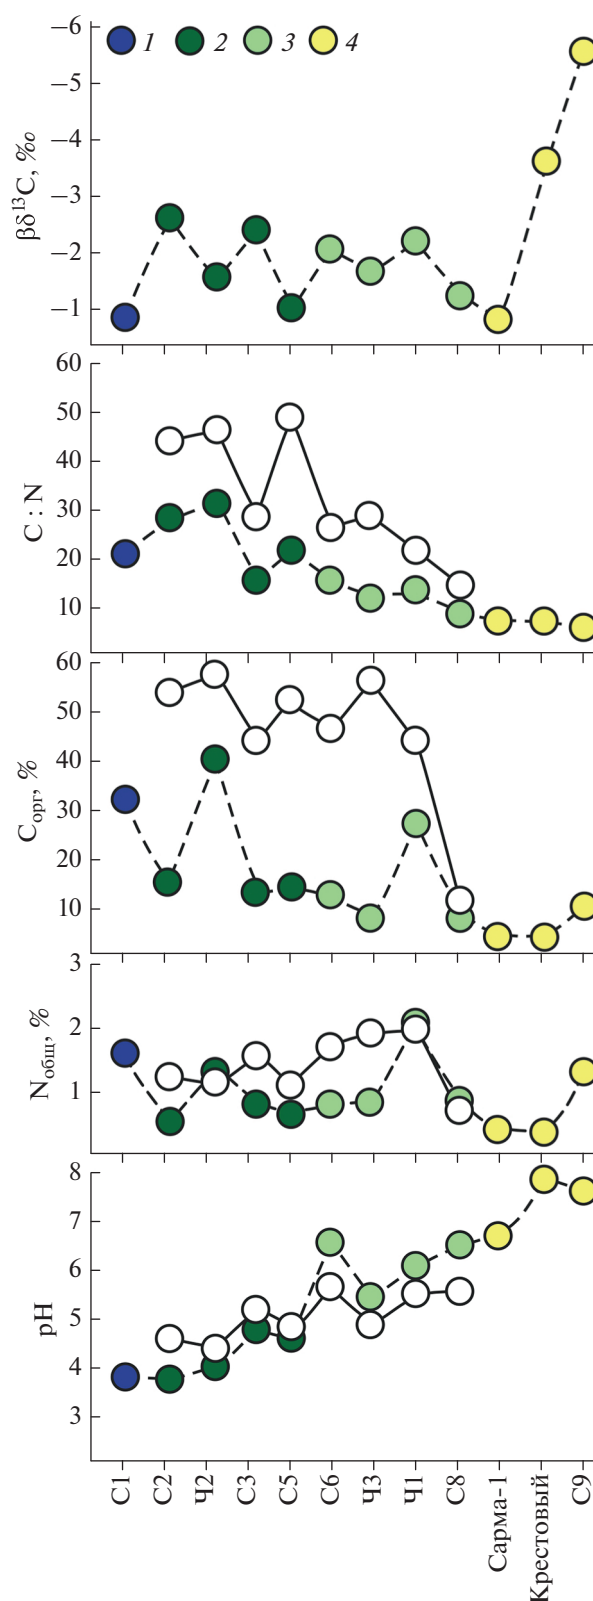 –6
1 2 3 4
–5
–4
–3
–2
–1
βδ¹³C, ‰
60
50
40
30
20
10
C : N
60
50
40
30
20
10
Cорг, %
3
2
1
Nобщ, %
8
7
6
5
4
3
pH
С1
С2
Ч2
С3
С5
С6
Ч3
Ч1
С8
Сарма-1
Крестовый
С9